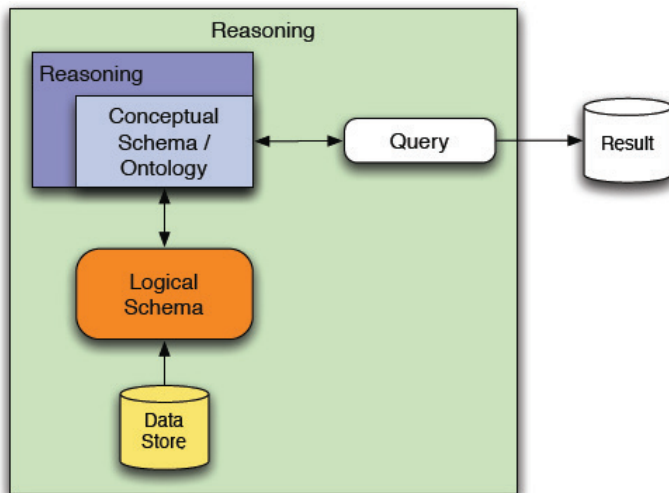 Reasoning
Reasoning
Conceptual
Schema /
Ontology
Query
Result
Logical
Schema
Data
Store